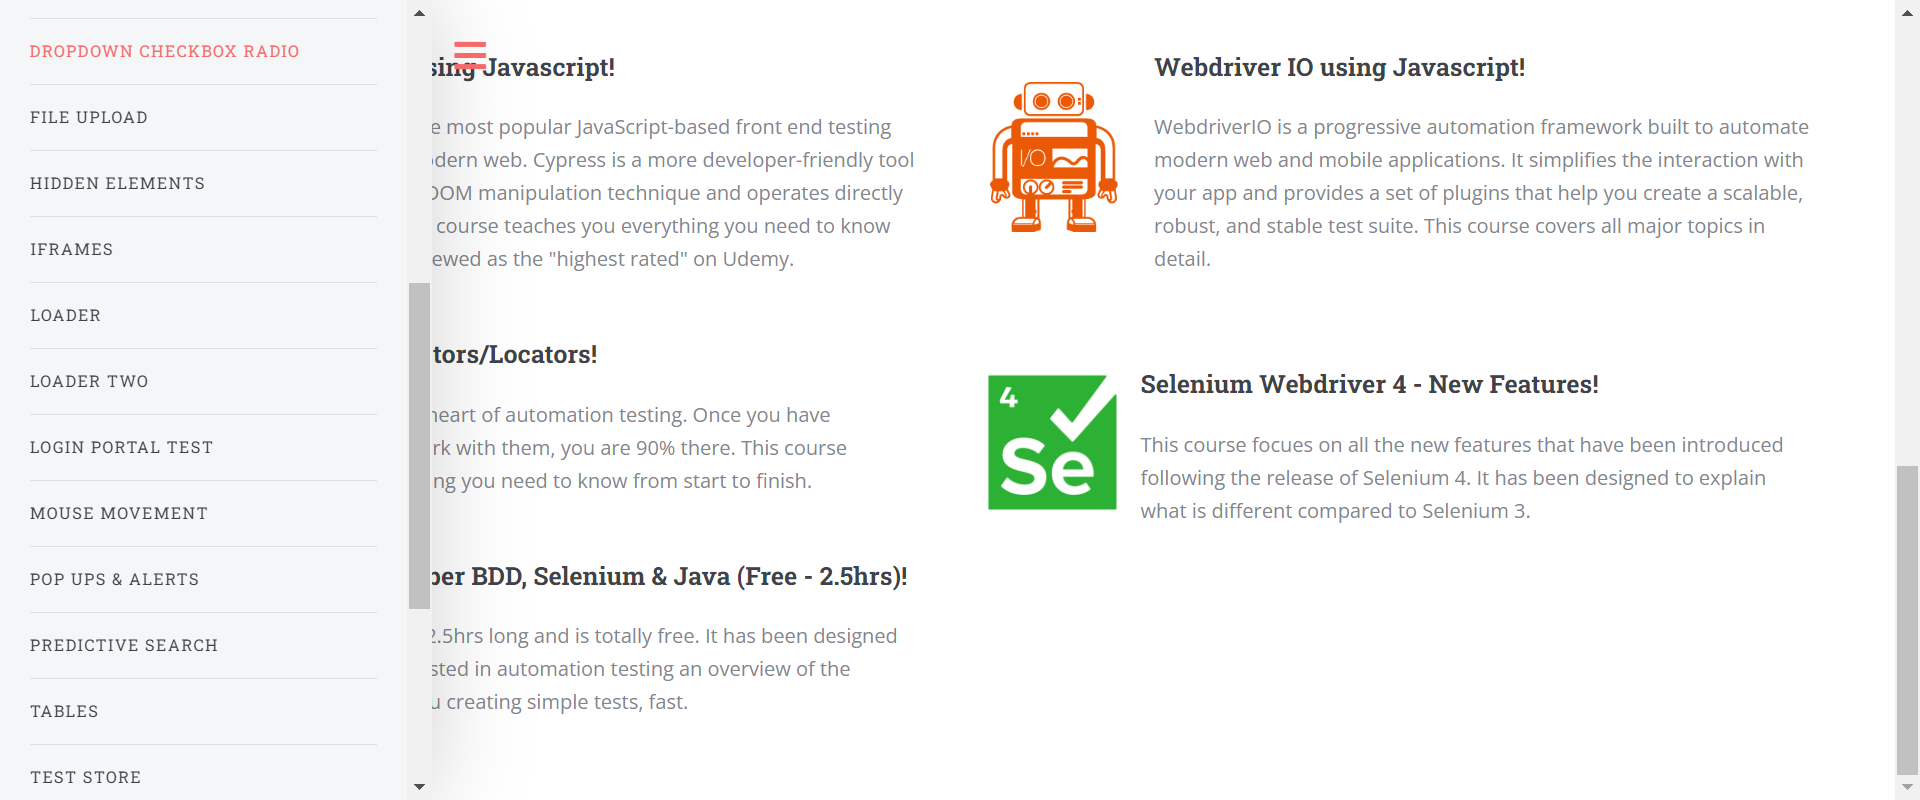 DROPDOWN CHECKBOX RADIO
FILE UPLOAD
HIDDEN ELEMENTS
IFRAMES
LOADER
LOADER TWO
LOGIN PORTAL TEST
MOUSE MOVEMENT
POP UPS & ALERTS
PREDICTIVE SEARCH
TABLES
TEST STORE
Javascript!
most popular JavaScript-based front end testing
web. Cypress is a more developer-friendly tool
DOM manipulation technique and operates directly
course teaches you everything you need to know
as the "highest rated" on Udemy.
I/O
Webdriver IO using Javascript!
WebdriverIO is a progressive automation framework built to automate
modern web and mobile applications. It simplifies the interaction with
your app and provides a set of plugins that help you create a scalable,
robust, and stable test suite. This course covers all major topics in
detail.
tors/Locators!
heart of automation testing. Once you have
with them, you are 90% there. This course
you need to know from start to finish.
4
Se
Selenium Webdriver 4 - New Features!
This course focues on all the new features that have been introduced
following the release of Selenium 4. It has been designed to explain
what is different compared to Selenium 3.
BDD, Selenium & Java (Free - 2.5hrs)!
2.5hrs long and is totally free. It has been designed
in automation testing an overview of the
creating simple tests, fast.